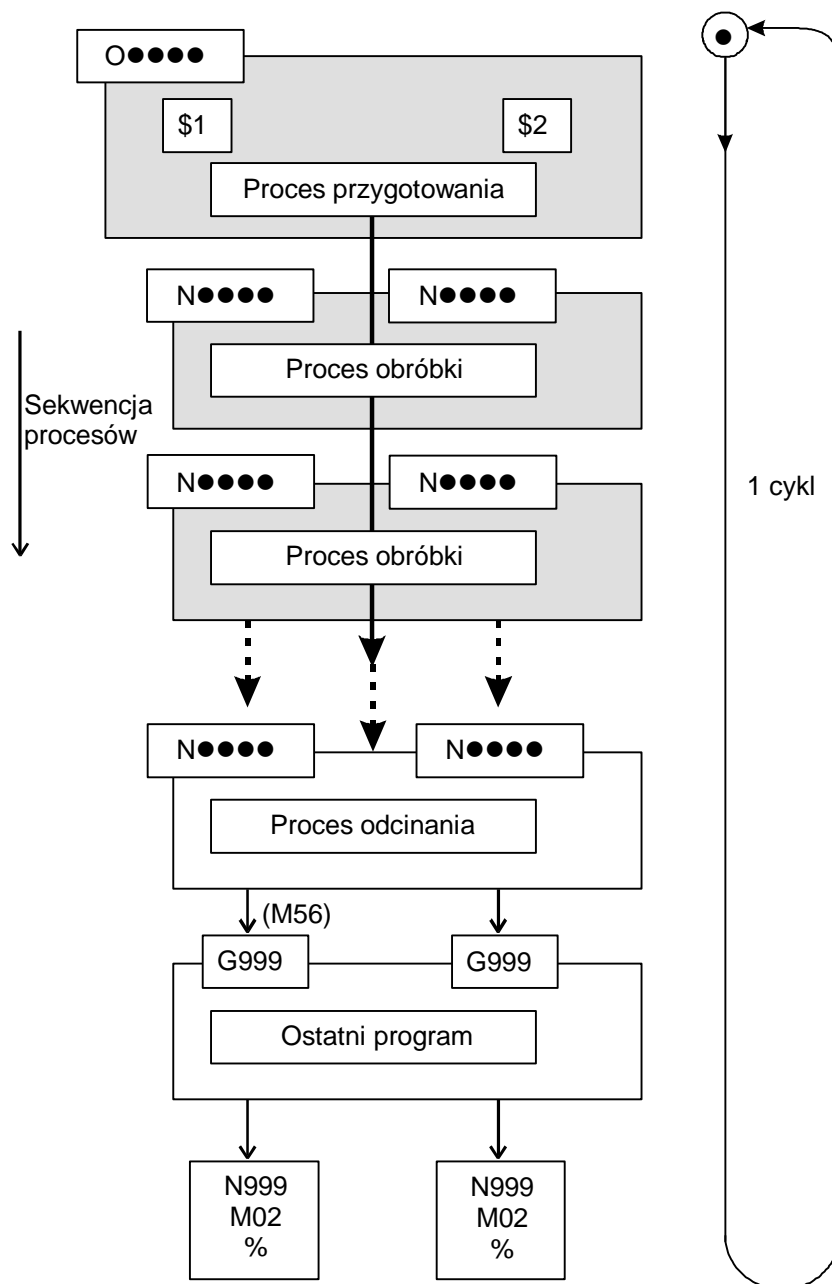 O●●●●
$1
$2
Proces przygotowania
N●●●●
N●●●●
Proces obróbki
Sekwencja
procesów
N●●●●
N●●●●
Proces obróbki
1 cykl
N●●●●
N●●●●
Proces odcinania
(M56)
G999
G999
Ostatni program
N999
M02
%
N999
M02
%